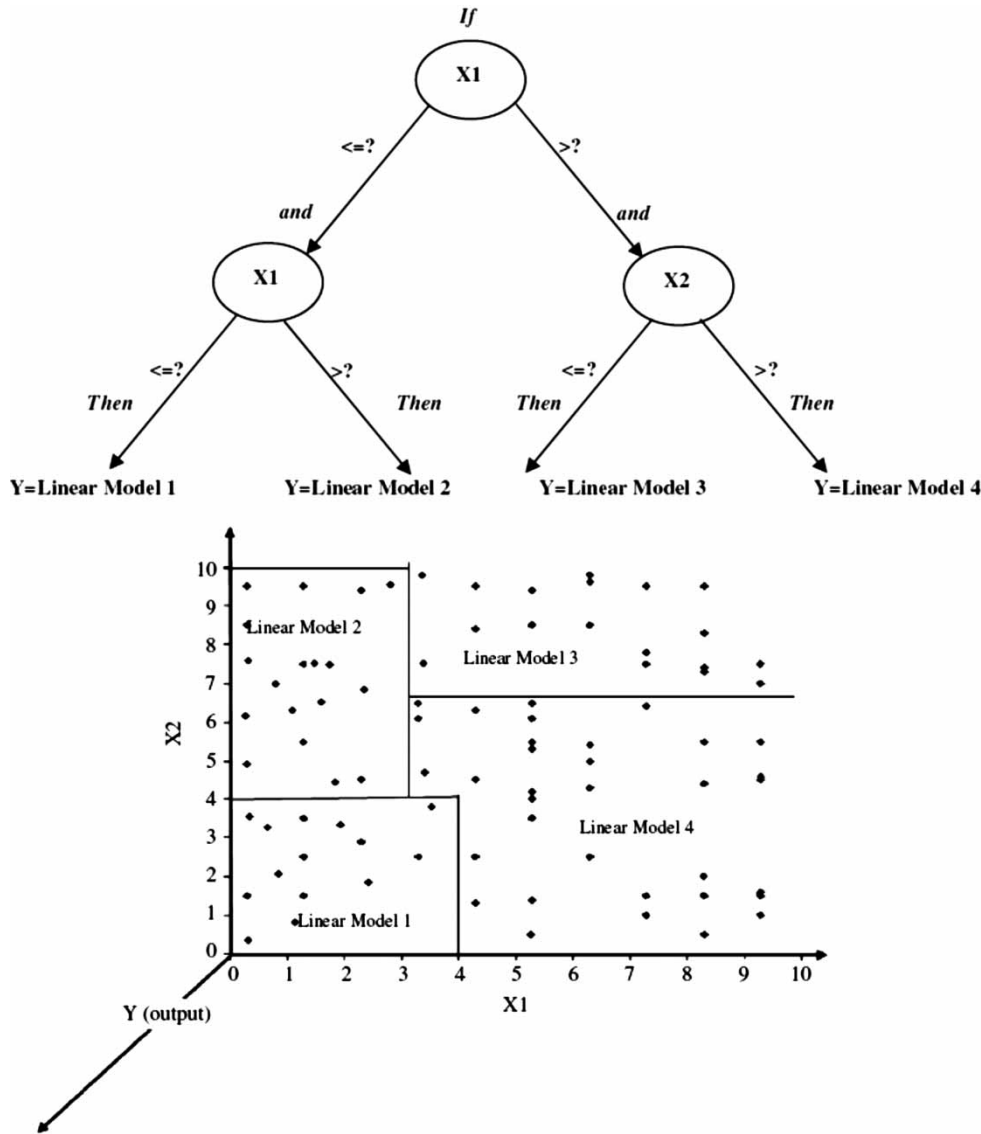 If
X1
<=?
>?
and
and
X1
X2
<=?
>?
<=?
>?
Then
Then
Then
Then
Y=Linear Model 1
Y=Linear Model 2
Y=Linear Model 3
Y=Linear Model 4
10
9
8
7
6
5
4
3
2
1
0
X2
Linear Model 2
Linear Model 3
Linear Model 4
Linear Model 1
0 1 2 3 4 5 6 7 8 9 10
X1
Y (output)